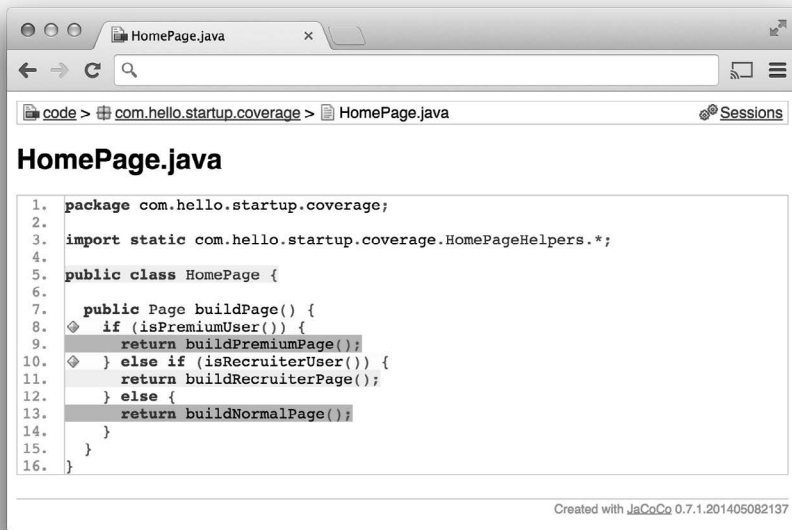 HomePage.java
code > com.hello.startup.coverage > HomePage.java Sessions
HomePage.java
1. package com.hello.startup.coverage;
2.
3. import static com.hello.startup.coverage.HomePageHelpers.*;
4.
5. public class HomePage {
6.
7.   public Page buildPage() {
8.     if (isPremiumUser()) {
9.       return buildPremiumPage();
10.     } else if (isRecruiterUser()) {
11.       return buildRecruiterPage();
12.     } else {
13.       return buildNormalPage();
14.     }
15.   }
16. }
Created with JaCoCo 0.7.1.201405082137